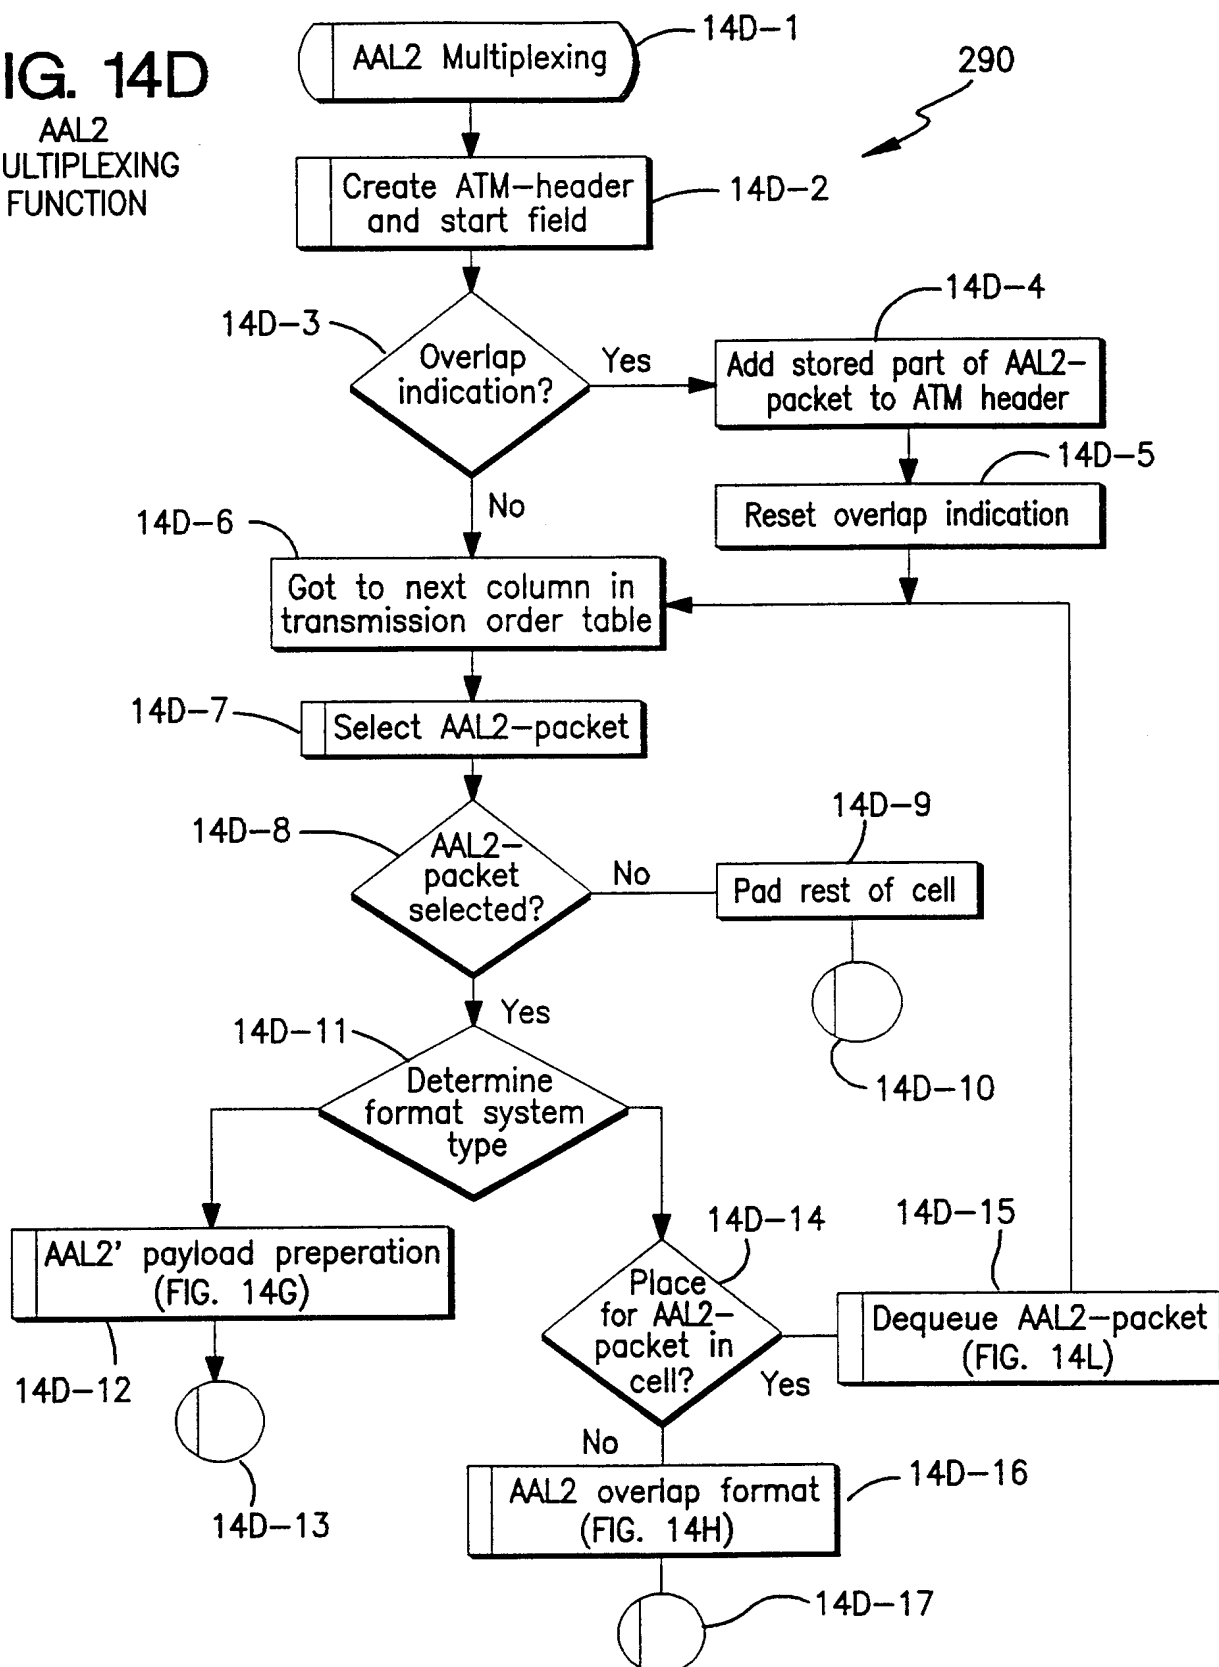 IG. 14D
AAL2
ULTIPLEXING
FUNCTION
AAL2 Multiplexing
14D-1
290
Create ATM-header
and start field
14D-2
14D-3
Overlap
indication?
Yes
14D-4
Add stored part of AAL2-
packet to ATM header
14D-5
Reset overlap indication
No
14D-6
Got to next column in
transmission order table
14D-7
Select AAL2-packet
14D-8
AAL2-
packet
selected?
No
14D-9
Pad rest of cell
14D-10
Yes
14D-11
Determine
format system
type
AAL2' payload preperation
(FIG. 14G)
14D-12
14D-13
14D-14
Place
for AAL2-
packet in
cell?
Yes
14D-15
Dequeue AAL2-packet
(FIG. 14L)
No
AAL2 overlap format
(FIG. 14H)
14D-16
14D-17